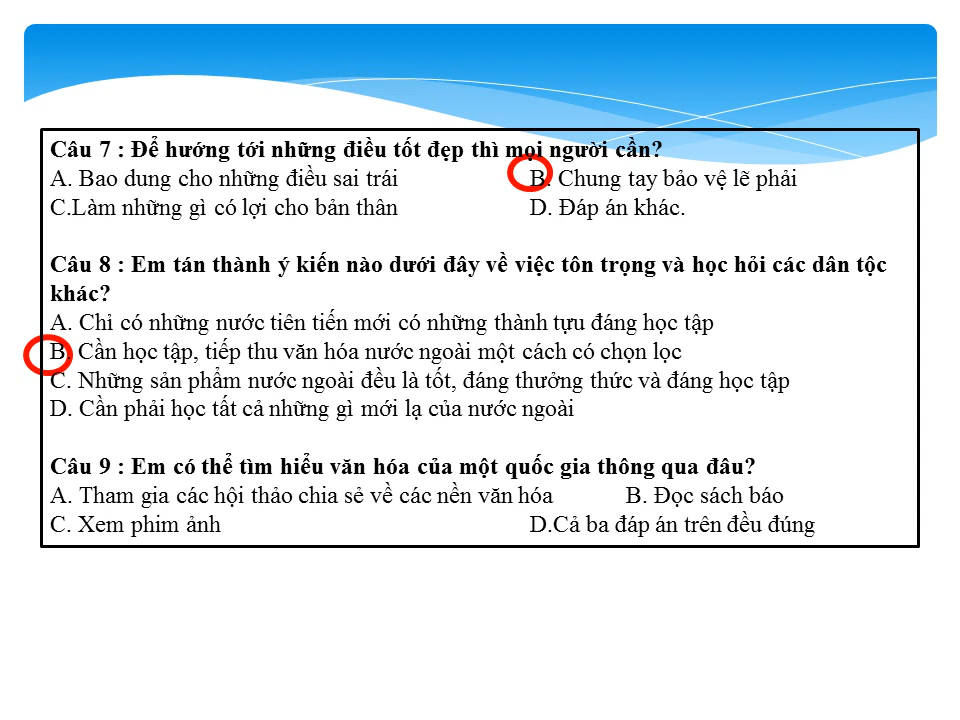 Câu 7 : Để hướng tới những điều tốt đẹp thì mọi người cần?
A. Bao dung cho những điều sai trái B. Chung tay bảo vệ lẽ phải
C.Làm những gì có lợi cho bản thân D. Đáp án khác.
Câu 8 : Em tán thành ý kiến nào dưới đây về việc tôn trọng và học hỏi các dân tộc
khác?
A. Chỉ có những nước tiên tiến mới có những thành tựu đáng học tập
B. Cần học tập, tiếp thu văn hóa nước ngoài một cách có chọn lọc
C. Những sản phẩm nước ngoài đều là tốt, đáng thưởng thức và đáng học tập
D. Cần phải học tất cả những gì mới lạ của nước ngoài
Câu 9 : Em có thể tìm hiểu văn hóa của một quốc gia thông qua đâu?
A. Tham gia các hội thảo chia sẻ về các nền văn hóa B. Đọc sách báo
C. Xem phim ảnh D.Cả ba đáp án trên đều đúng